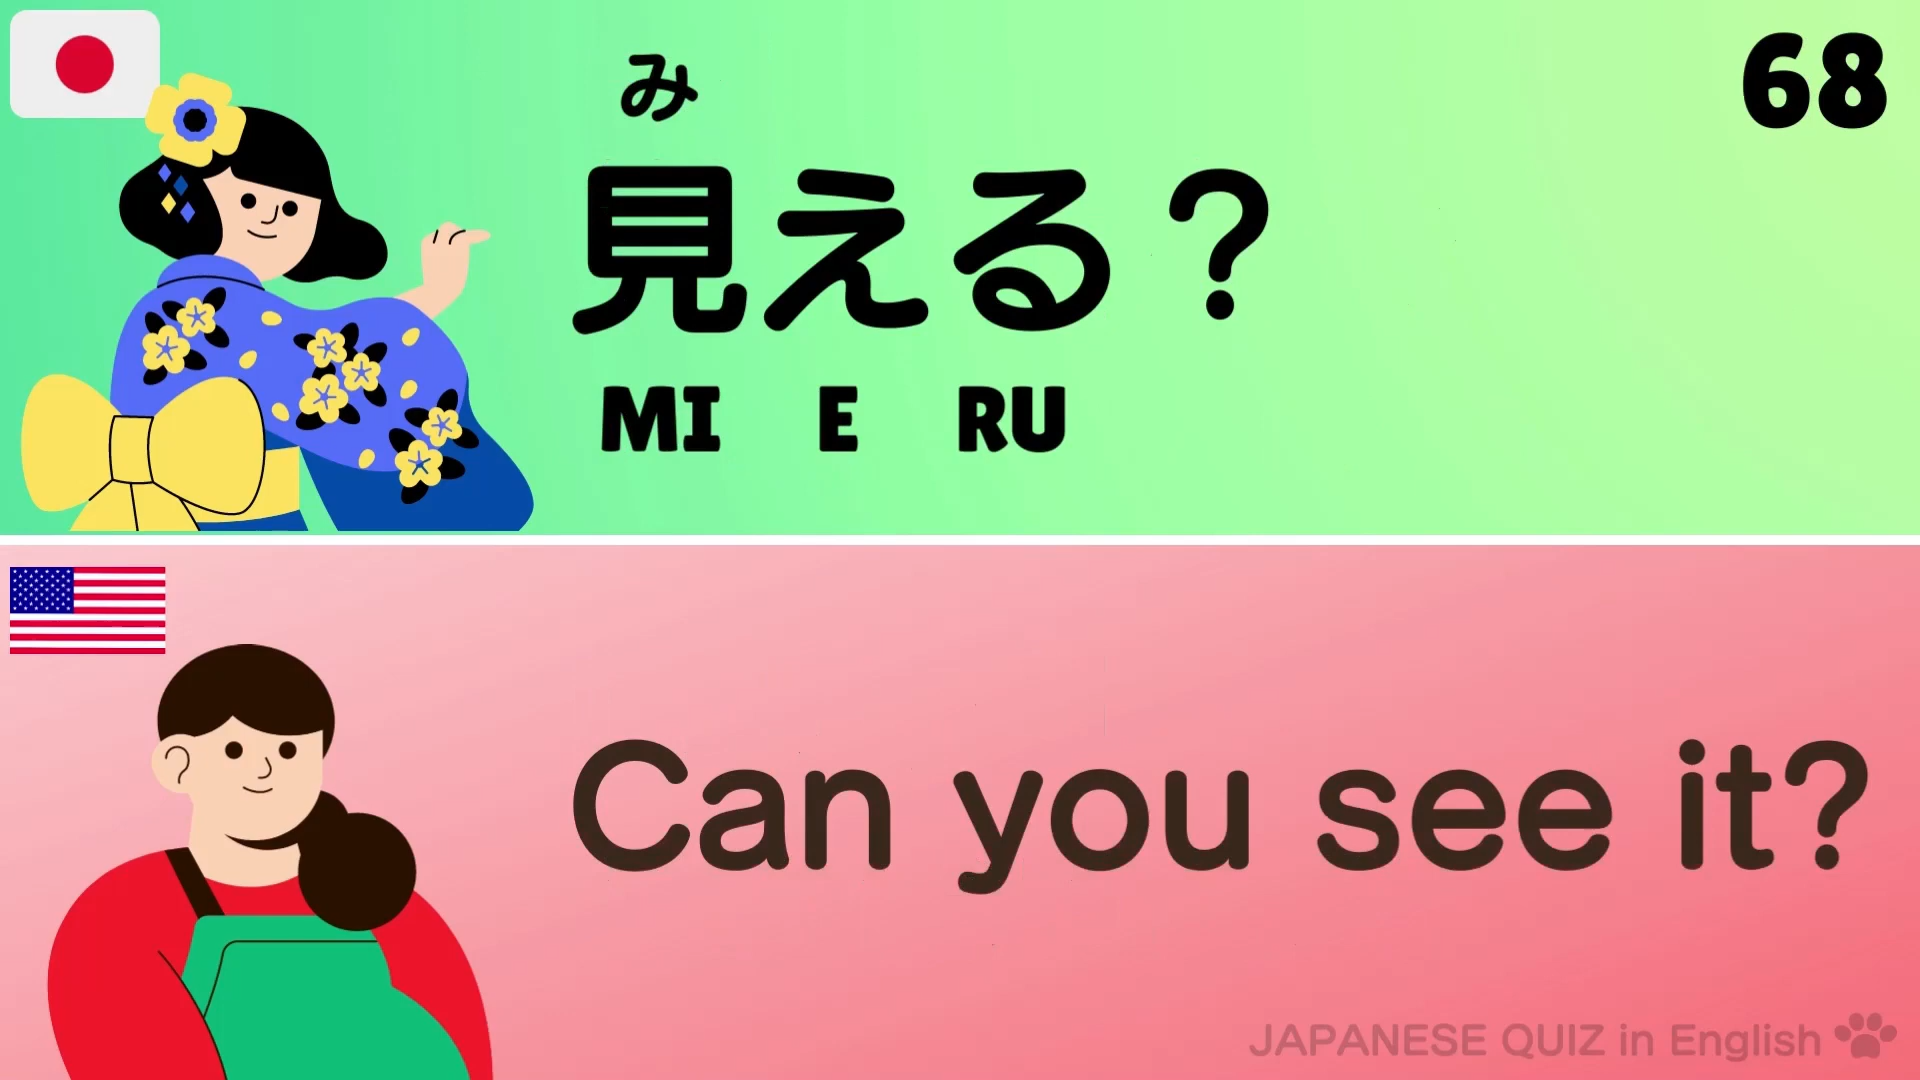 68
み
見える？
MI E RU
Can you see it?
JAPANESE QUIZ in English